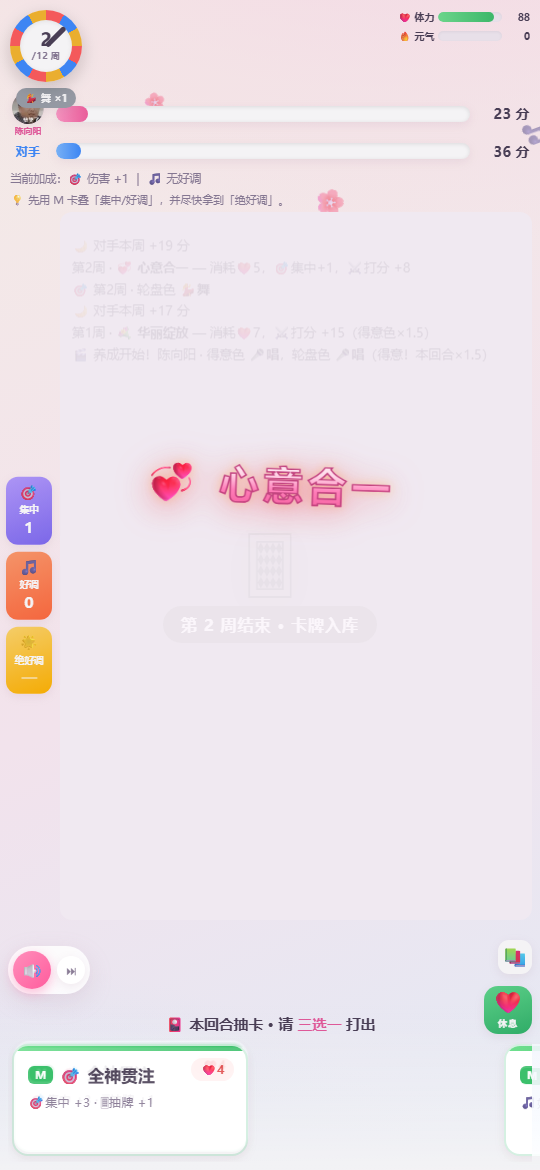 2
/12 周
体力 88
元气 0
舞 ×1
陈向阳
23 分
对手
36 分
当前加成: 伤害 +1 | 无好调
先用 M 卡叠「集中/好调」, 并尽快拿到「绝好调」。
对手本周 +19 分
第2周 · 心意合一 — 消耗 5, 集中+1, 打分 +8
第2周 · 轮盘色 舞
对手本周 +17 分
第1周 · 华丽绽放 — 消耗 7, 打分 +15（得意色×1.5）
养成开始! 陈向阳 · 得意色 唱, 轮盘色 唱（得意! 本回合×1.5）
心意合一
第 2 周结束 • 卡牌入库
集中
1
好调
0
绝好调
—
休息
本回合抽卡 • 请 三选一 打出
M 全神贯注 4
集中 +3 · 抽牌 +1